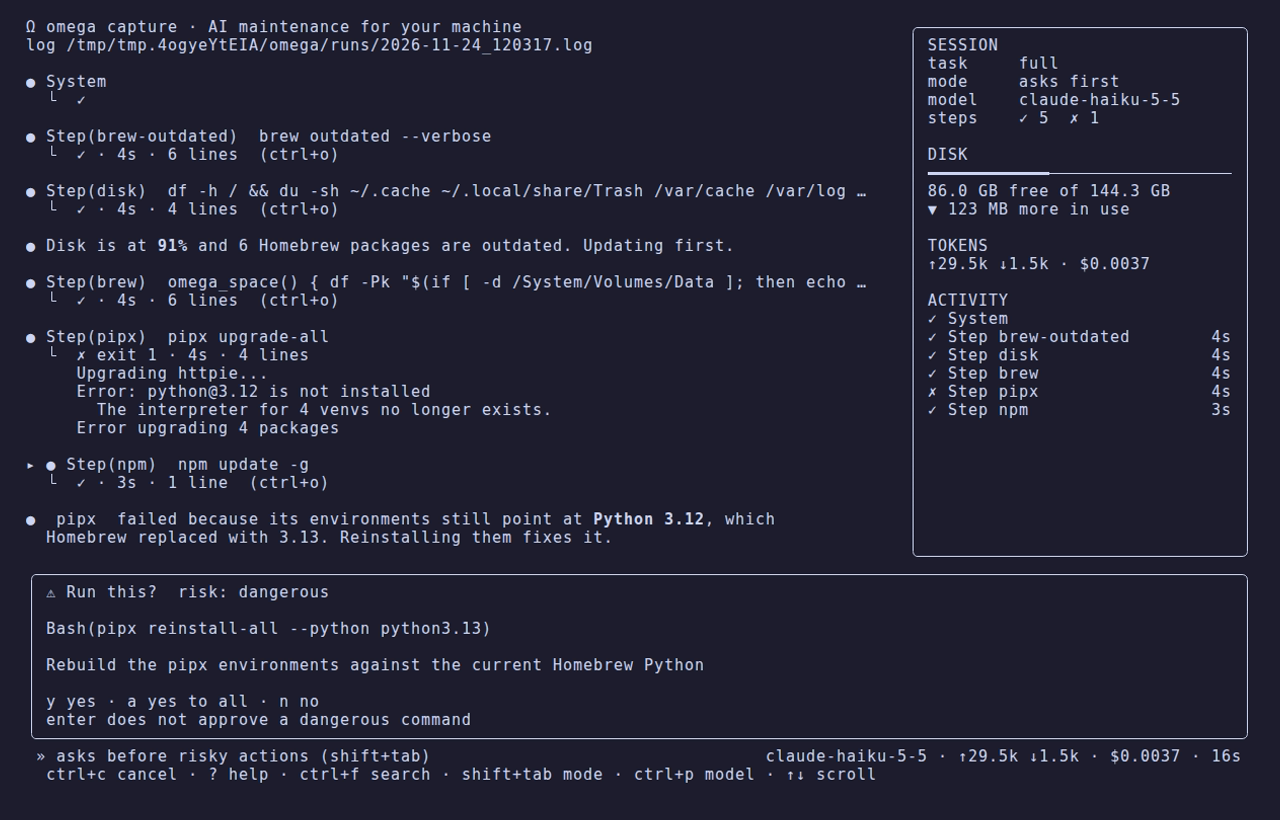 Ω omega capture · AI maintenance for your machine
log /tmp/tmp.4ogyeYtEIA/omega/runs/2026-11-24_120317.log
● System
└ ✓
● Step(brew-outdated)  brew outdated --verbose
└ ✓ · 4s · 6 lines  (ctrl+o)
● Step(disk)  df -h / && du -sh ~/.cache ~/.local/share/Trash /var/cache /var/log …
└ ✓ · 4s · 4 lines  (ctrl+o)
● Disk is at 91% and 6 Homebrew packages are outdated. Updating first.
● Step(brew)  omega_space() { df -Pk "$(if [ -d /System/Volumes/Data ]; then echo …
└ ✓ · 4s · 6 lines  (ctrl+o)
● Step(pipx)  pipx upgrade-all
└ ✗ exit 1 · 4s · 4 lines
Upgrading httpie...
Error: python@3.12 is not installed
The interpreter for 4 venvs no longer exists.
Error upgrading 4 packages
▸ ● Step(npm)  npm update -g
└ ✓ · 3s · 1 line  (ctrl+o)
●  pipx  failed because its environments still point at Python 3.12, which
Homebrew replaced with 3.13. Reinstalling them fixes it.
SESSION
task full
mode asks first
model claude-haiku-5-5
steps ✓ 5  ✗ 1
DISK
86.0 GB free of 144.3 GB
▼ 123 MB more in use
TOKENS
↑29.5k ↓1.5k · $0.0037
ACTIVITY
✓ System
✓ Step brew-outdated 4s
✓ Step disk 4s
✓ Step brew 4s
✗ Step pipx 4s
✓ Step npm 3s
⚠ Run this?  risk: dangerous
Bash(pipx reinstall-all --python python3.13)
Rebuild the pipx environments against the current Homebrew Python
y yes · a yes to all · n no
enter does not approve a dangerous command
» asks before risky actions (shift+tab) claude-haiku-5-5 · ↑29.5k ↓1.5k · $0.0037 · 16s
ctrl+c cancel · ? help · ctrl+f search · shift+tab mode · ctrl+p model · ↑↓ scroll